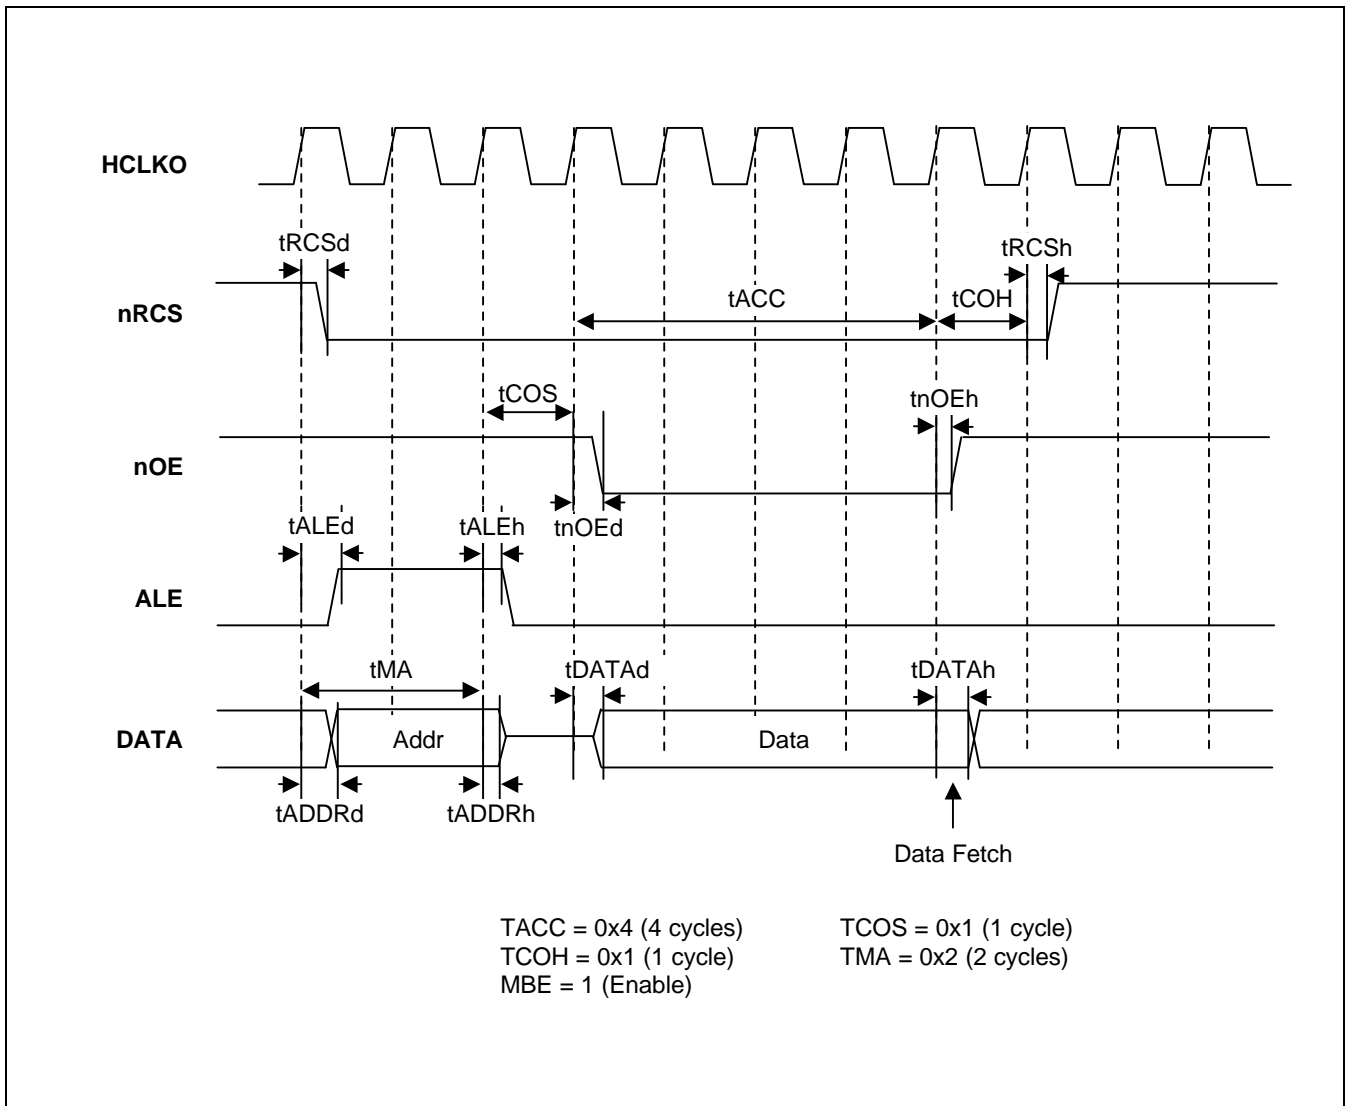 HCLKO
tRCSd
tRCSh
nRCS
tACC
tCOH
tCOS
tnOEh
nOE
tnOEd
tALEd
tALEh
ALE
tMA
tDATAd
tDATAh
DATA
Addr
Data
tADDRd
tADDRh
Data Fetch
TACC = 0x4 (4 cycles)
TCOS = 0x1 (1 cycle)
TCOH = 0x1 (1 cycle)
TMA = 0x2 (2 cycles)
MBE = 1 (Enable)